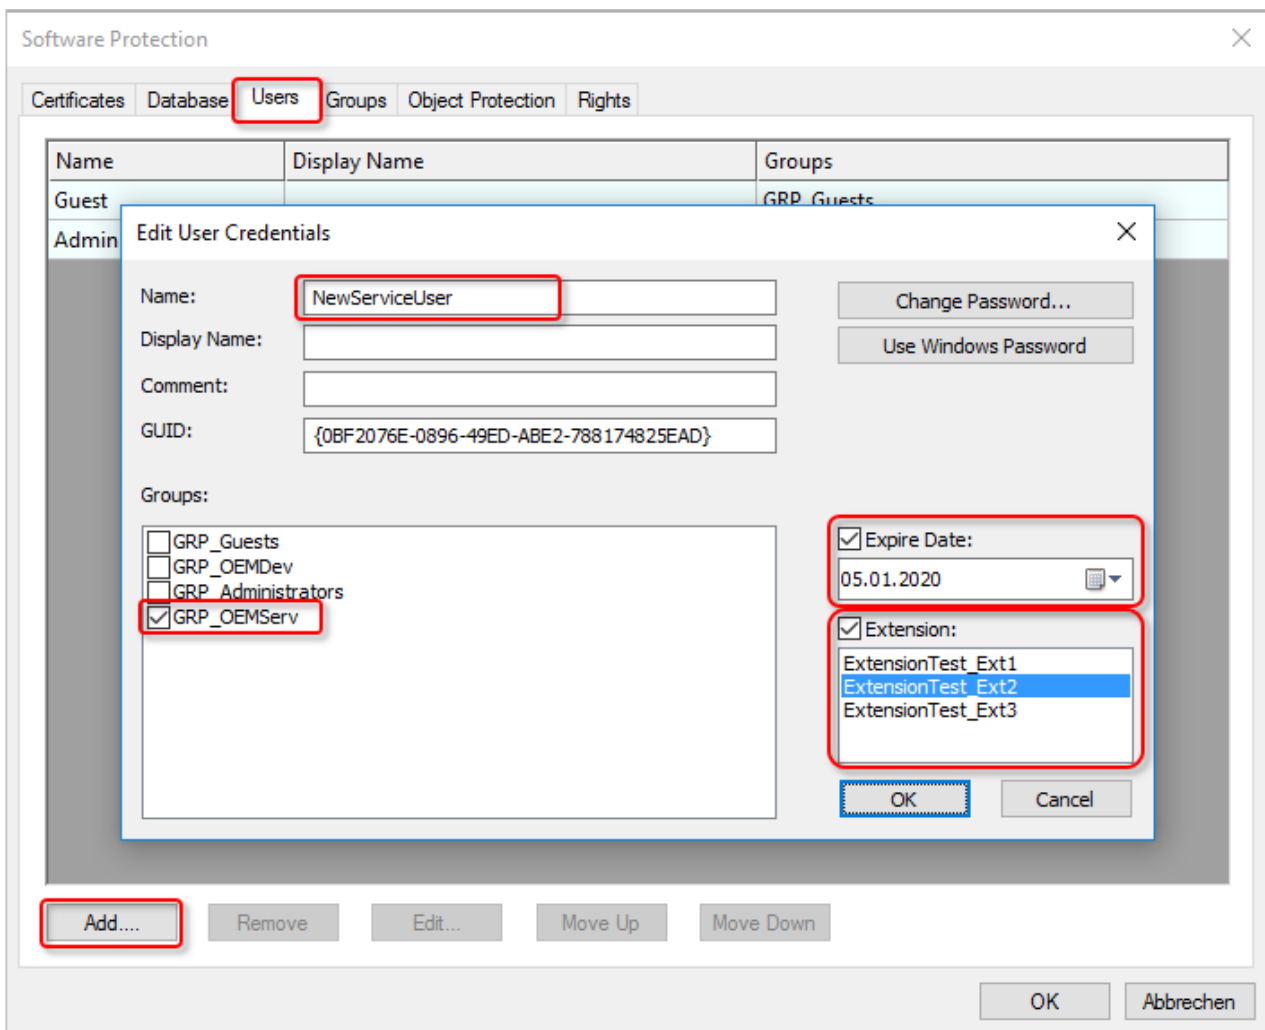 Software Protection
Certificates Database Users Groups Object Protection Rights
Name Display Name Groups
Guest GRP_Guests
Admin
Edit User Credentials
Name: NewServiceUser Change Password...
Display Name: Use Windows Password
Comment:
GUID: {0BF2076E-0896-49ED-ABE2-788174825EAD}
Groups:
GRP_Guests
GRP_OEMDev
GRP_Administrators
GRP_OEMServ
Expire Date:
05.01.2020
Extension:
ExtensionTest_Ext1
ExtensionTest_Ext2
ExtensionTest_Ext3
OK Cancel
Add.... Remove Edit... Move Up Move Down
OK Abbrechen